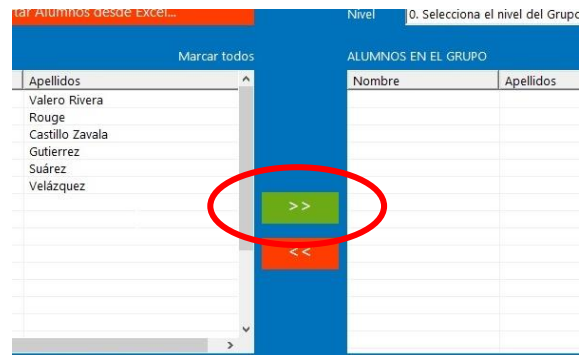 tar Alumnos desde Excel...
Nivel 0. Selecciona el nivel del Grupo
Marcar todos
ALUMNOS EN EL GRUPO
Apellidos
Nombre Apellidos
Valero Rivera
Rouge
Castillo Zavala
Gutierrez
Suárez
Velázquez
>>
<<